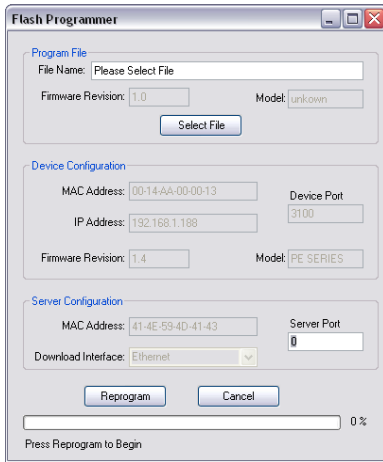 Flash Programmer
Program File
File Name: Please Select File
Firmware Revision: 1.0 Model: unkown
Select File
Device Configuration
MAC Address: 00-14-AA-00-00-13 Device Port
IP Address: 192.168.1.188 3100
Firmware Revision: 1.4 Model: PE SERIES
Server Configuration
MAC Address: 41-4E-59-4D-41-43 Server Port
Download Interface: Ethernet 0
Reprogram Cancel
0 %
Press Reprogram to Begin